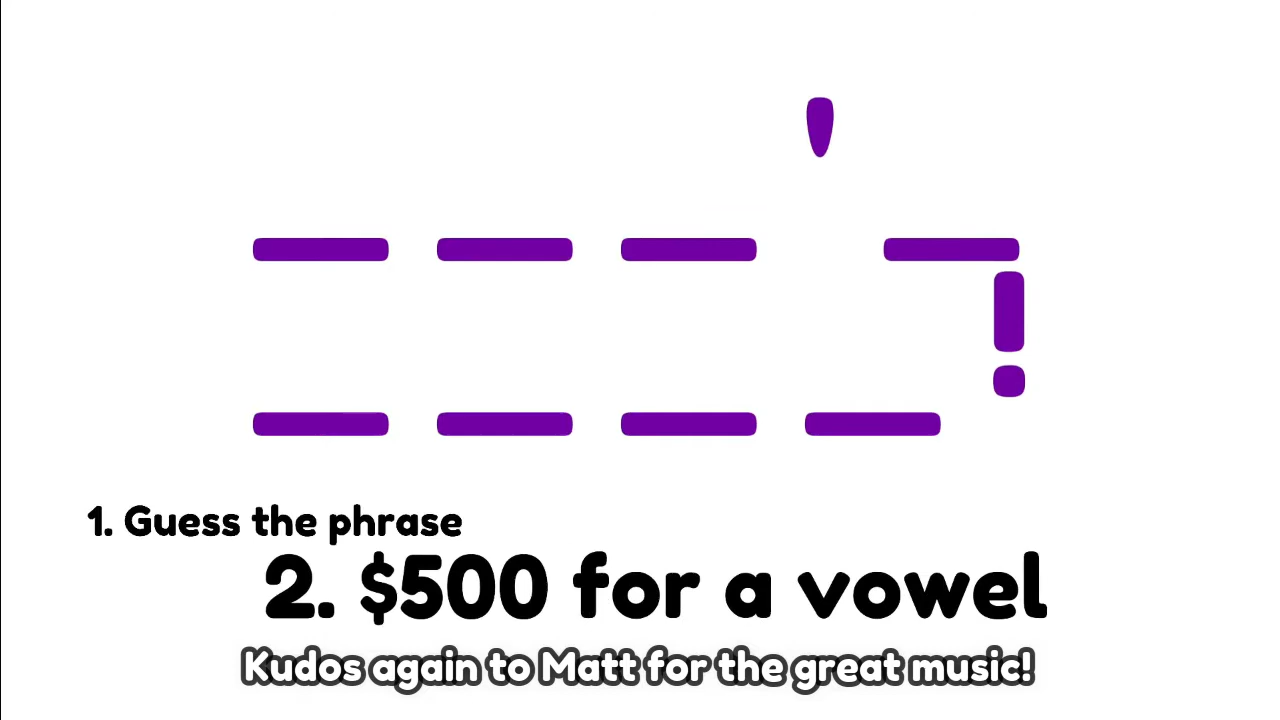 '
!
1. Guess the phrase
2. $500 for a vowel
Kudos again to Matt for the great music!